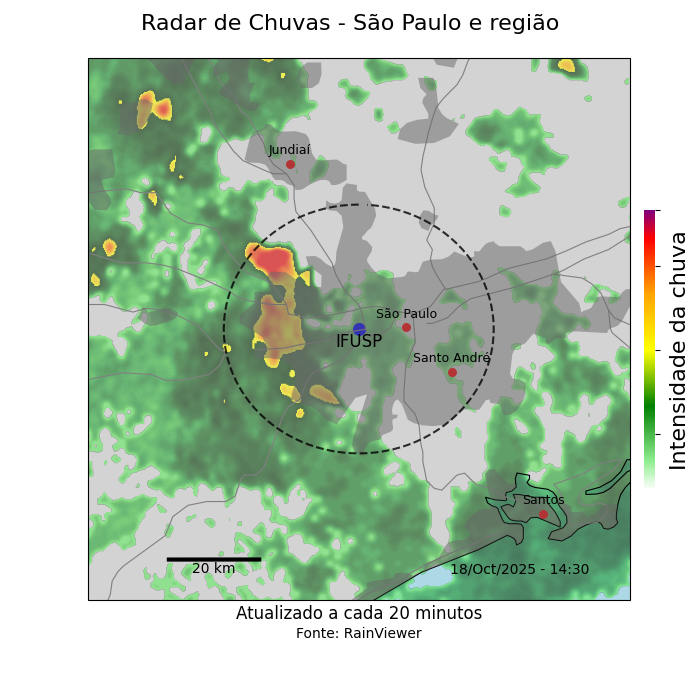 Radar de Chuvas - São Paulo e região
Jundiaí
São Paulo
IFUSP
Santo André
Santos
20 km
18/Oct/2025 - 14:30
Intensidade da chuva
Atualizado a cada 20 minutos
Fonte: RainViewer